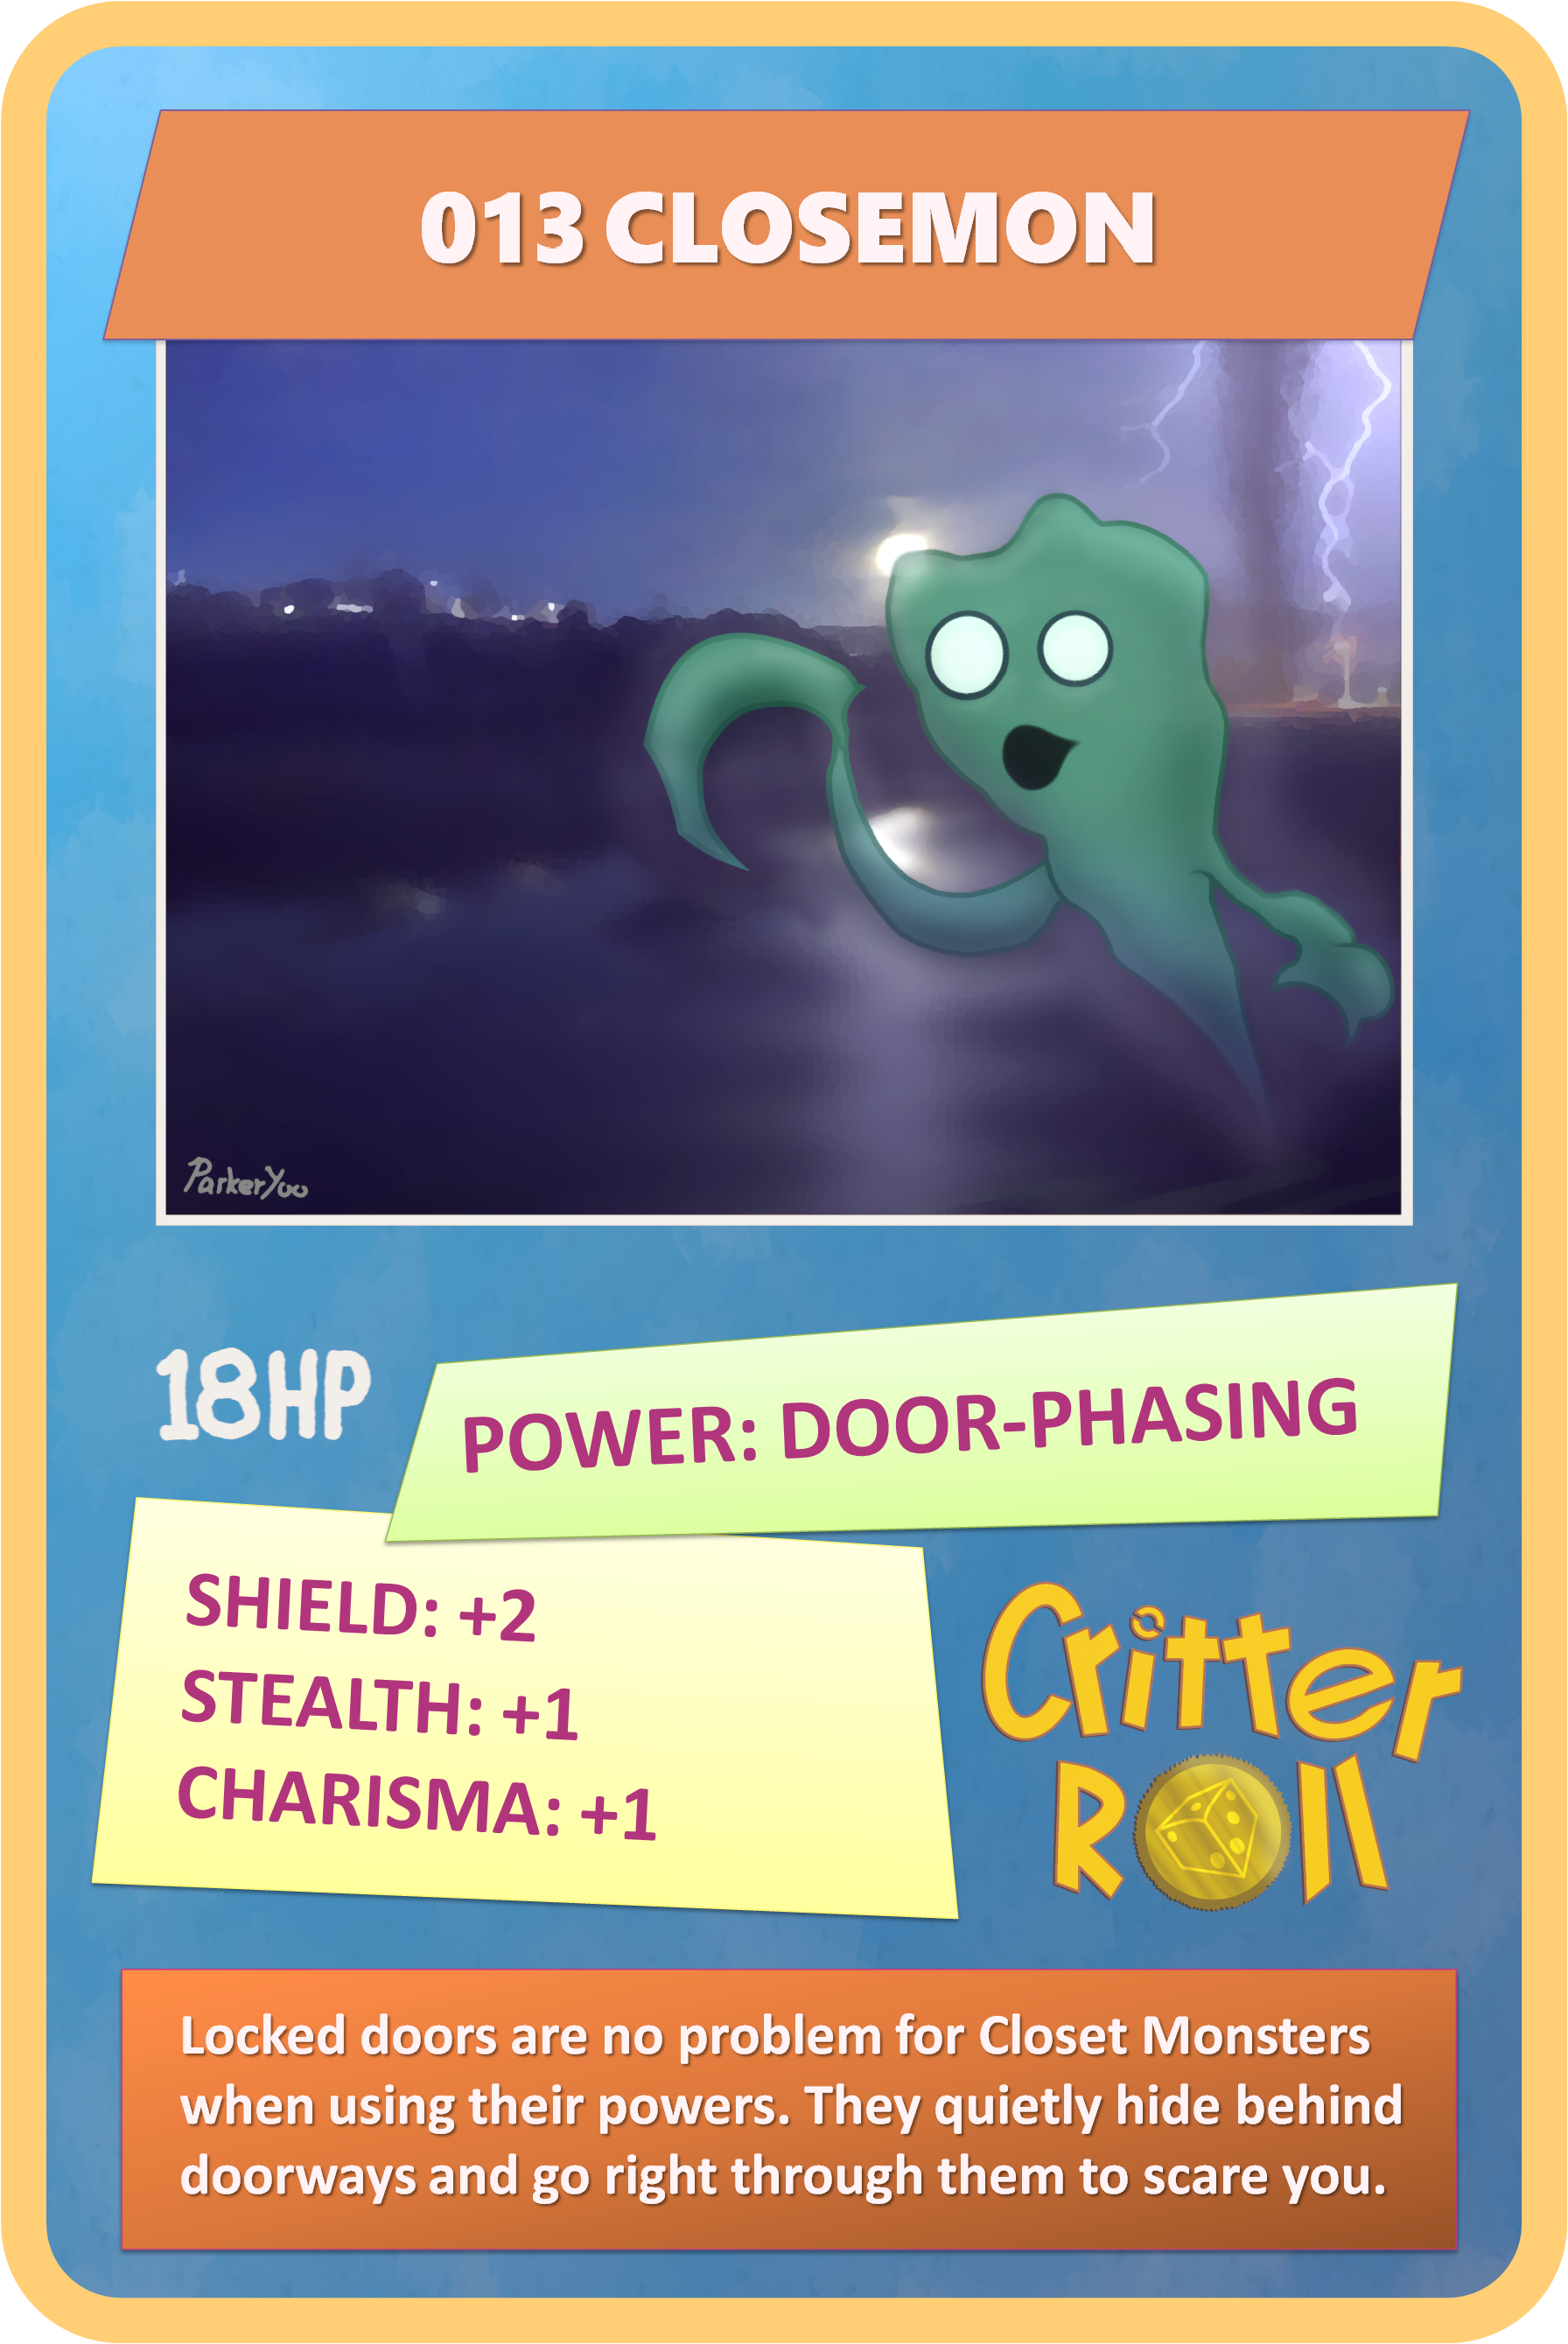 013 CLOSEMON
ParkerYoo
18HP
POWER: DOOR-PHASING
SHIELD: +2
STEALTH: +1
CHARISMA: +1
Critter
Roll
Locked doors are no problem for Closet Monsters
when using their powers. They quietly hide behind
doorways and go right through them to scare you.